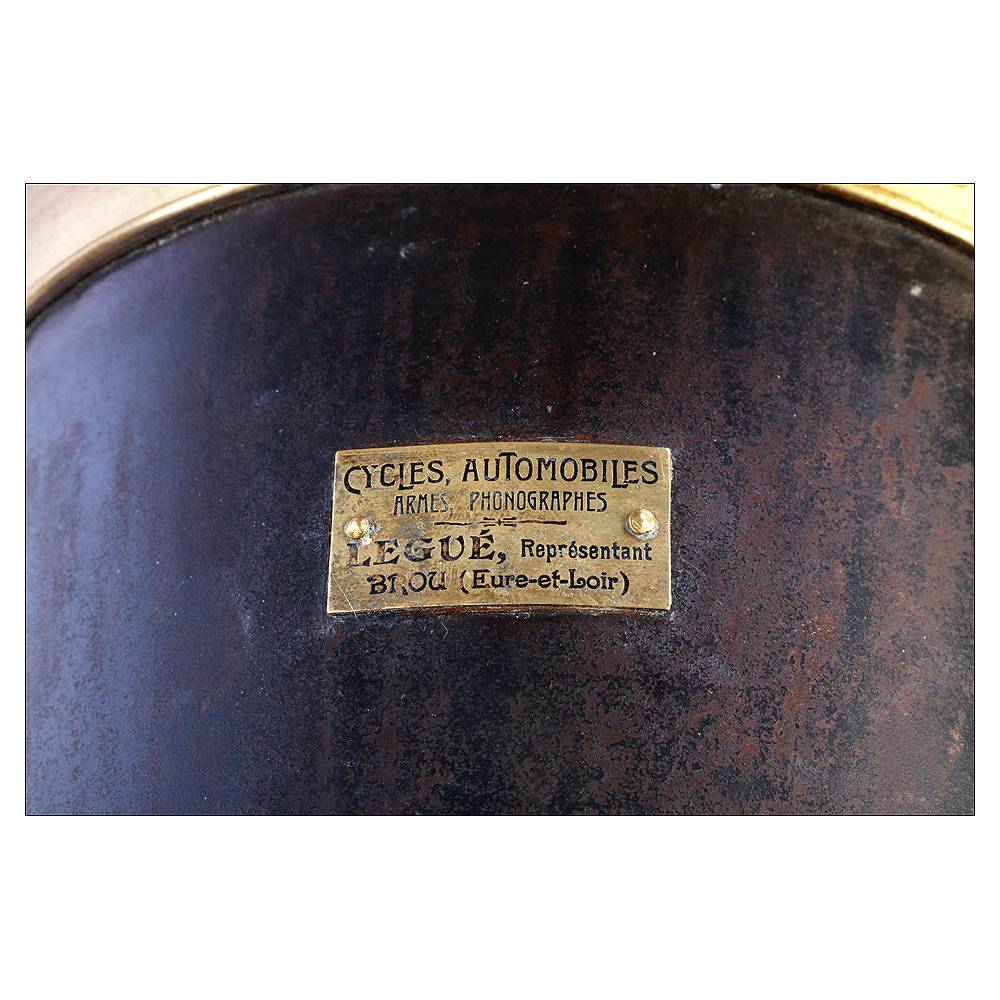 CYCLES, AUTOMOBILES
ARMES, PHONOGRAPHES
LEGUÉ, Représentant
BROU (Eure-et-Loir)